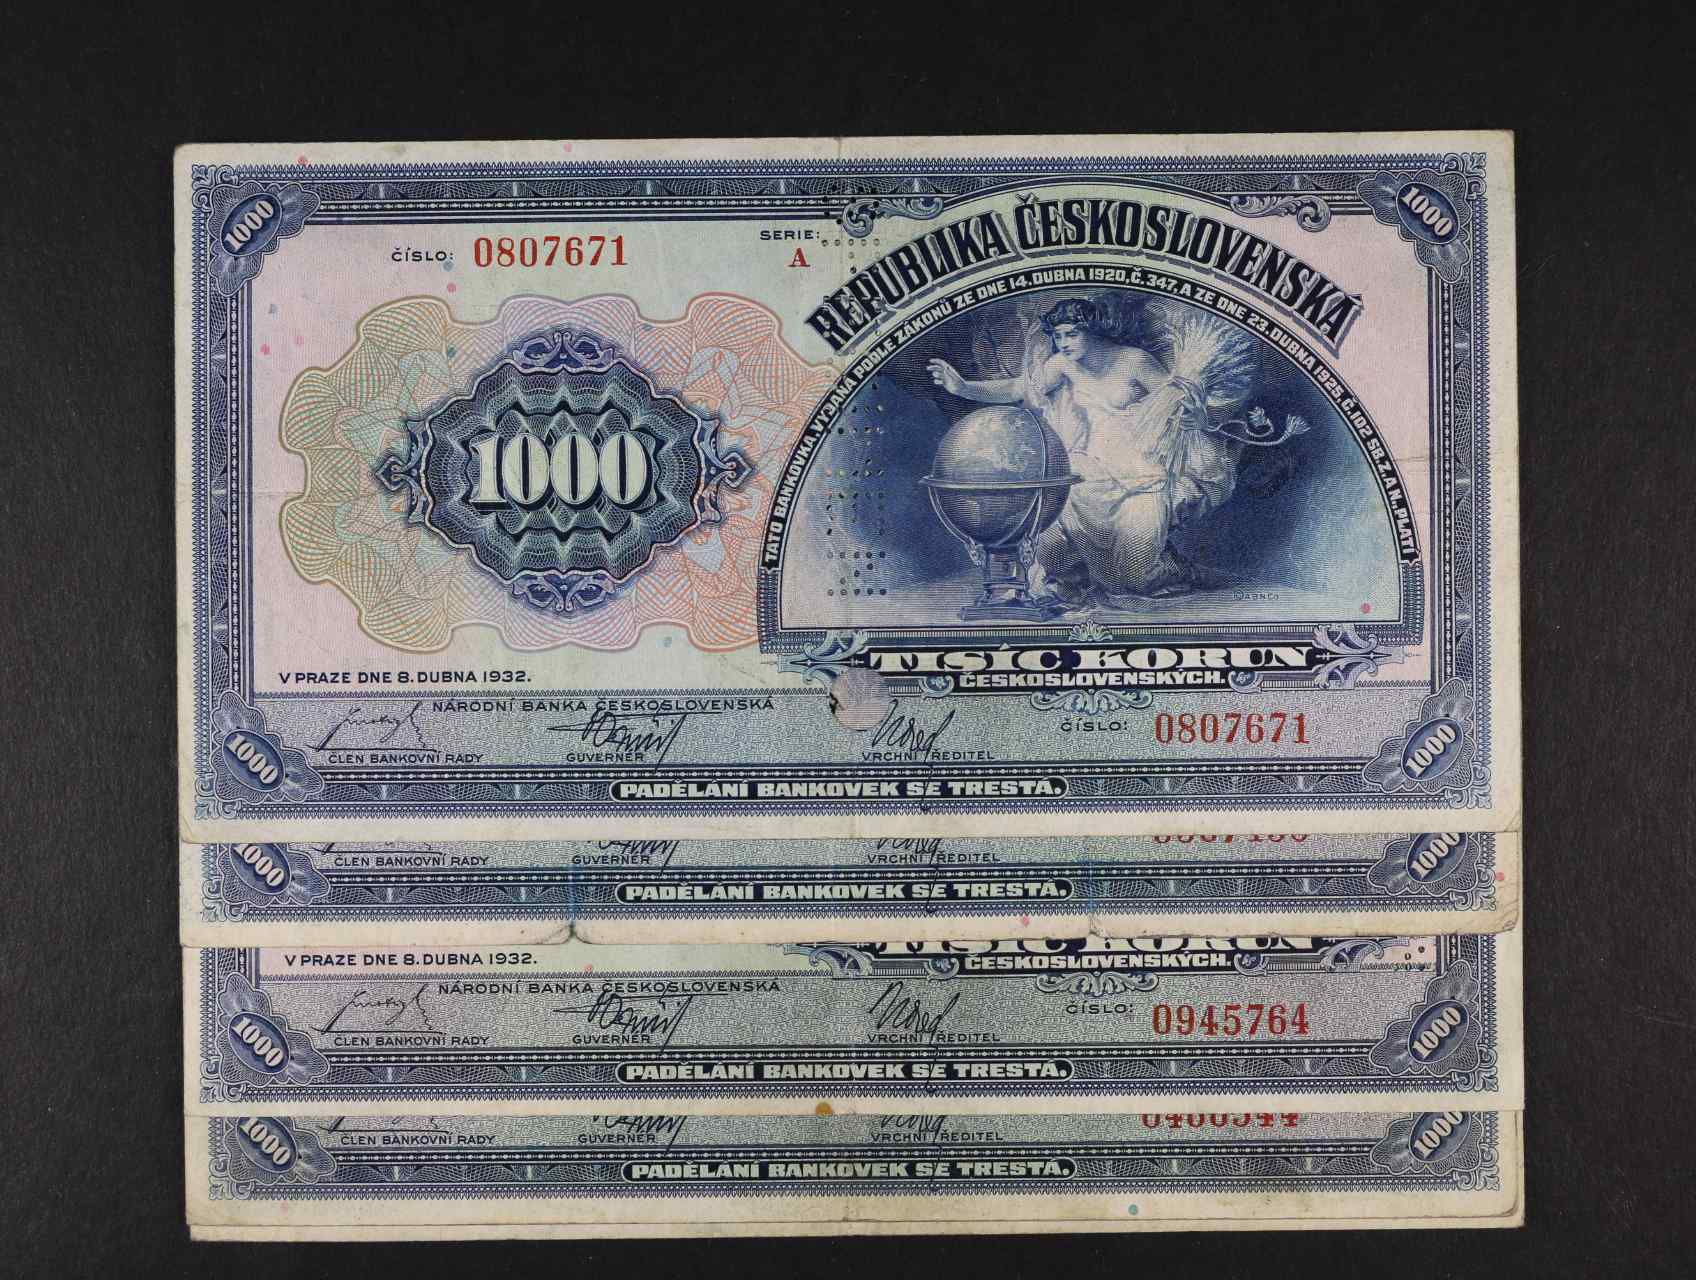 1000
1000
ČÍSLO: 0807671
SERIE:
A
REPUBLIKA ČESKOSLOVENSKÁ
TATO BANKOVKA, VYDANÁ PODLE ZÁKONŮ ZE DNE 14. DUBNA 1920, Č. 347, A ZE DNE 23. DUBNA 1925, Č. 102 SB. Z. A N., PLATÍ
1000
TISÍC KORUN
ČESKOSLOVENSKÝCH.
V PRAZE DNE 8. DUBNA 1932.
NÁRODNÍ BANKA ČESKOSLOVENSKÁ
ČÍSLO: 0807671
ČLEN BANKOVNÍ RADY
GUVERNÉR
VRCHNÍ ŘEDITEL
1000
1000
PADĚLÁNÍ BANKOVEK SE TRESTÁ.
1000
1000
ČLEN BANKOVNÍ RADY
GUVERNÉR
VRCHNÍ ŘEDITEL
PADĚLÁNÍ BANKOVEK SE TRESTÁ.
TISÍC KORUN
ČESKOSLOVENSKÝCH.
V PRAZE DNE 8. DUBNA 1932.
NÁRODNÍ BANKA ČESKOSLOVENSKÁ
ČÍSLO: 0945764
ČLEN BANKOVNÍ RADY
GUVERNÉR
VRCHNÍ ŘEDITEL
1000
1000
PADĚLÁNÍ BANKOVEK SE TRESTÁ.
1000
1000
ČLEN BANKOVNÍ RADY
GUVERNÉR
VRCHNÍ ŘEDITEL
PADĚLÁNÍ BANKOVEK SE TRESTÁ.